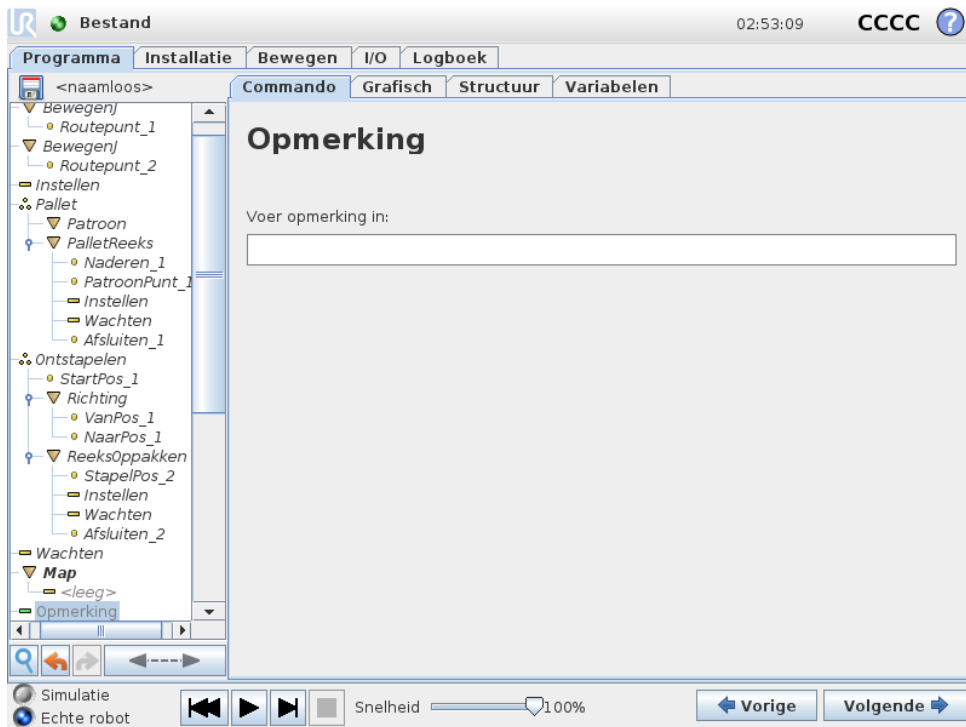 UR
Bestand
02:53:09
CCCC
?
Programma
Installatie
Bewegen
I/O
Logboek
<naamloos>
Commando
Grafisch
Structuur
Variabelen
BewegenJ
Routepunt_1
BewegenJ
Routepunt_2
Instellen
Pallet
Patroon
PalletReeks
Naderen_1
PatroonPunt_1
Instellen
Wachten
Afsluiten_1
Ontstapelen
StartPos_1
Richting
VanPos_1
NaarPos_1
ReeksOppakken
StapelPos_2
Instellen
Wachten
Afsluiten_2
Wachten
Map
<leeg>
Opmerking
Opmerking
Voer opmerking in:
Simulatie
Echte robot
Snelheid
100%
Vorige
Volgende